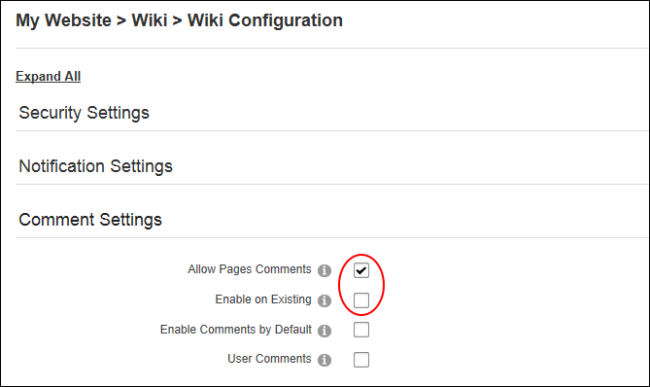 My Website > Wiki > Wiki Configuration
Expand All
Security Settings
Notification Settings
Comment Settings
Allow Pages Comments
Enable on Existing
Enable Comments by Default
User Comments